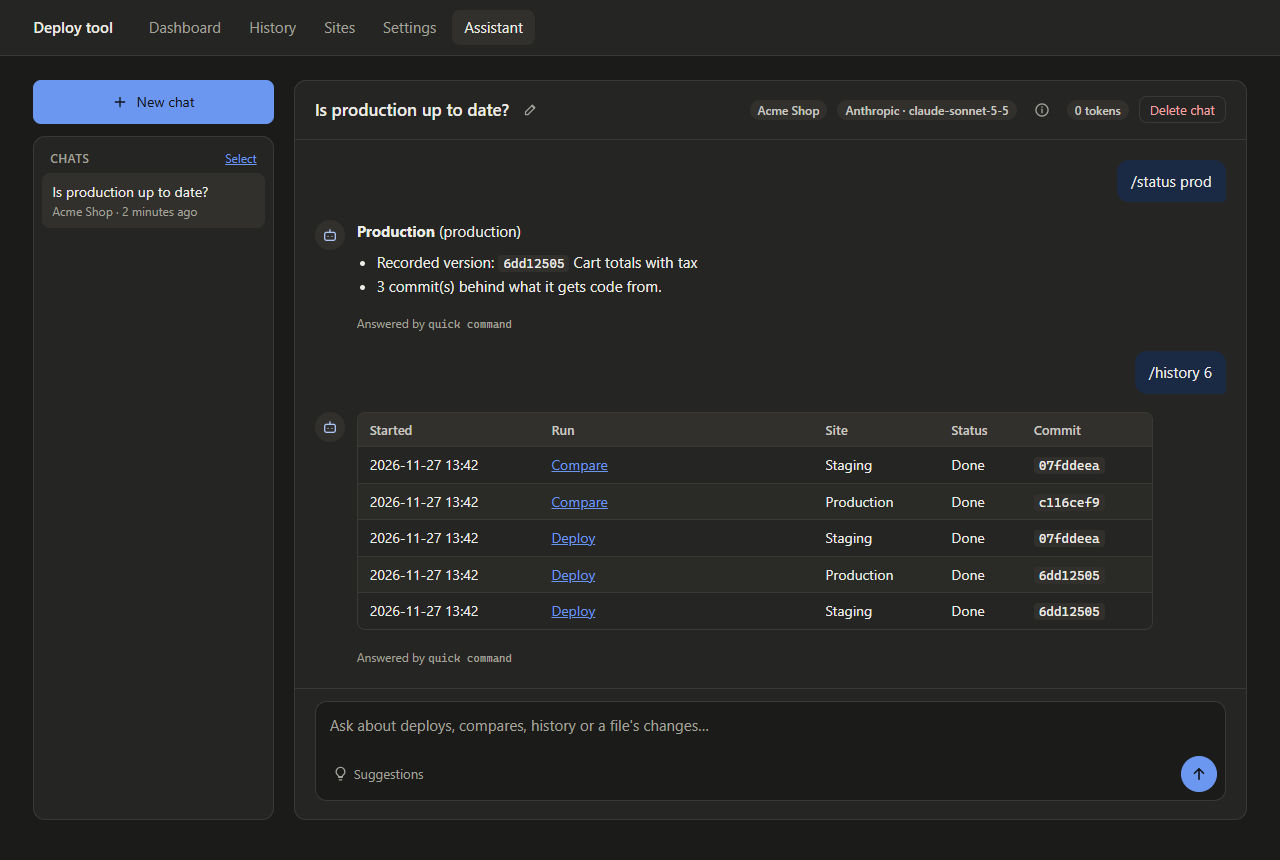 Deploy tool Dashboard History Sites Settings Assistant
+ New chat
CHATS Select
Is production up to date?
Acme Shop · 2 minutes ago
Is production up to date? Acme Shop Anthropic · claude-sonnet-5-5 0 tokens Delete chat
/status prod
Production (production)
• Recorded version: 6dd12505 Cart totals with tax
• 3 commit(s) behind what it gets code from.
Answered by quick command
/history 6
Started Run Site Status Commit
2026-11-27 13:42 Compare Staging Done 07fddeea
2026-11-27 13:42 Compare Production Done c116cef9
2026-11-27 13:42 Deploy Staging Done 07fddeea
2026-11-27 13:42 Deploy Production Done 6dd12505
2026-11-27 13:42 Deploy Staging Done 6dd12505
Answered by quick command
Ask about deploys, compares, history or a file's changes...
Suggestions